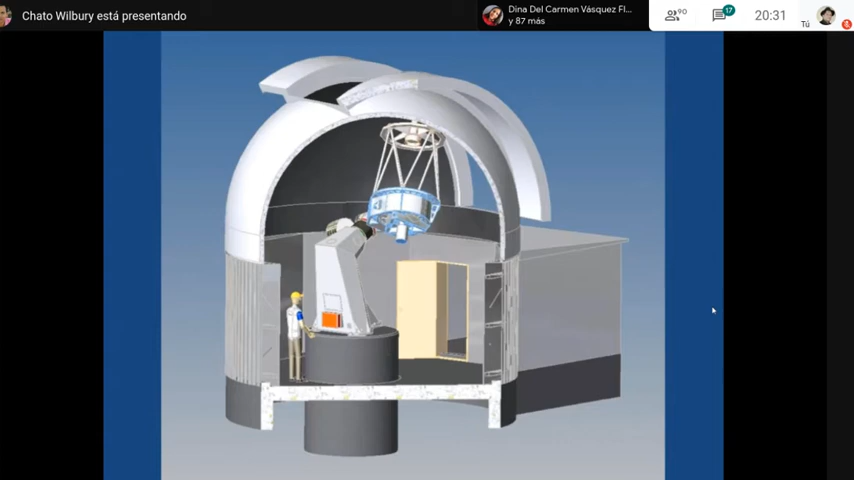 Chato Wilbury está presentando
Dina Del Carmen Vásquez Fl...
y 87 más
90
17
20:31
Tú